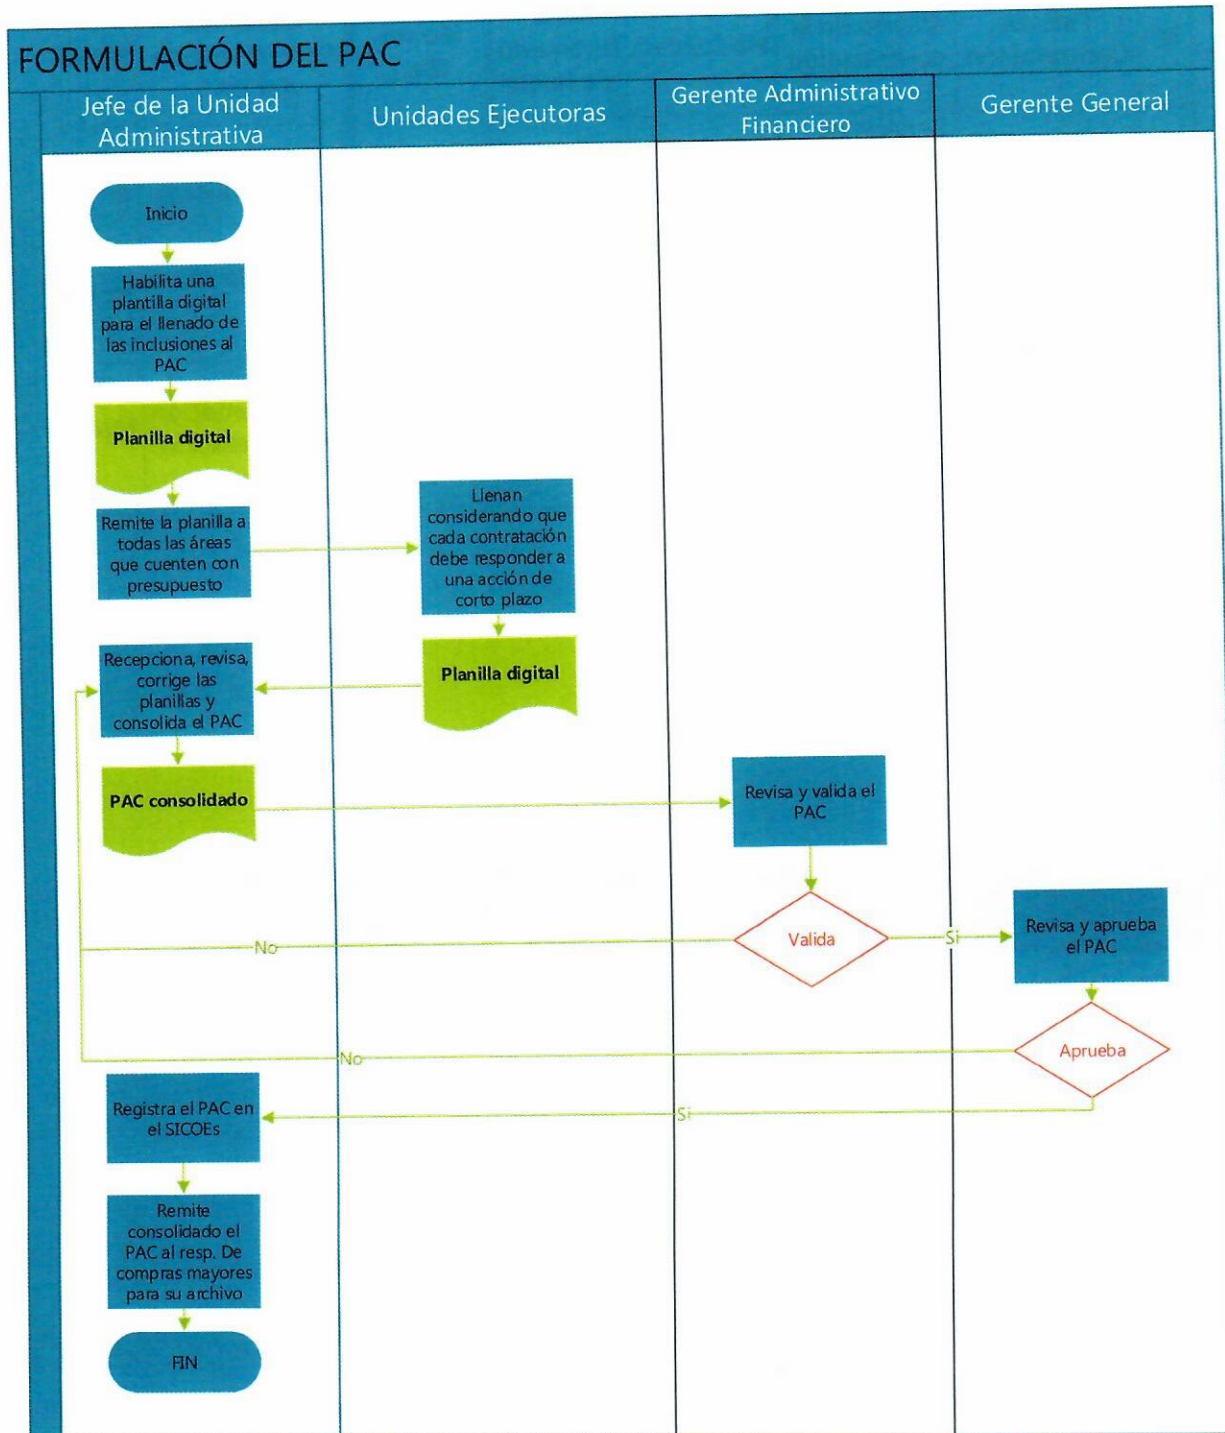 FORMULACIÓN DEL PAC
Jefe de la Unidad
Administrativa
Unidades Ejecutoras
Gerente Administrativo
Financiero
Gerente General
Inicio
Habilita una
plantilla digital
para el llenado de
las inclusiones al
PAC
Planilla digital
Remite la planilla a
todas las áreas
que cuenten con
presupuesto
Llenan
considerando que
cada contratación
debe responder a
una acción de
corto plazo
Planilla digital
Recepciona, revisa,
corrige las
planillas y
consolida el PAC
PAC consolidado
Revisa y valida el
PAC
Valida
No
Si
Revisa y aprueba
el PAC
Aprueba
No
Si
Registra el PAC en
el SICOEs
Remite
consolidado el
PAC al resp. De
compras mayores
para su archivo
FIN